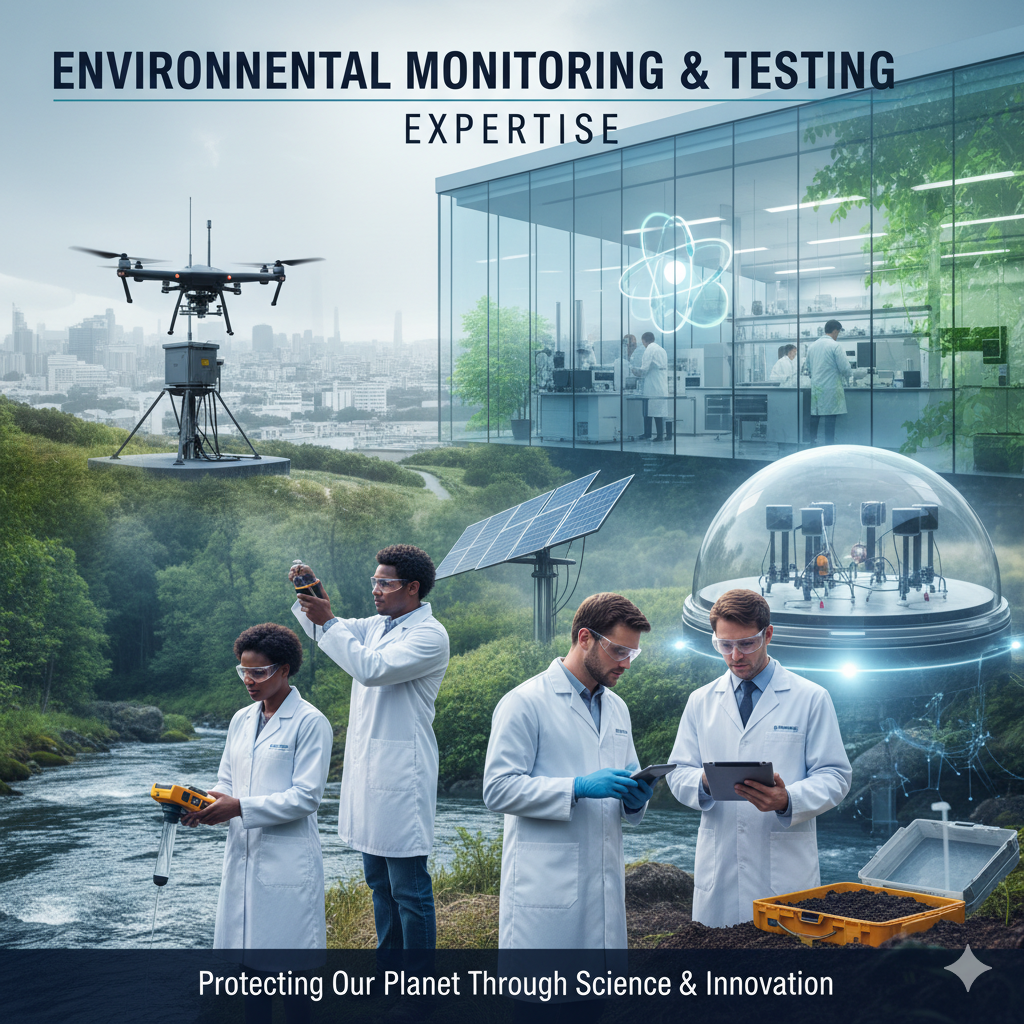 ENVIRONNENTAL MONITORING & TESTING
EXPERTISE
Protecting Our Planet Through Science & Innovation